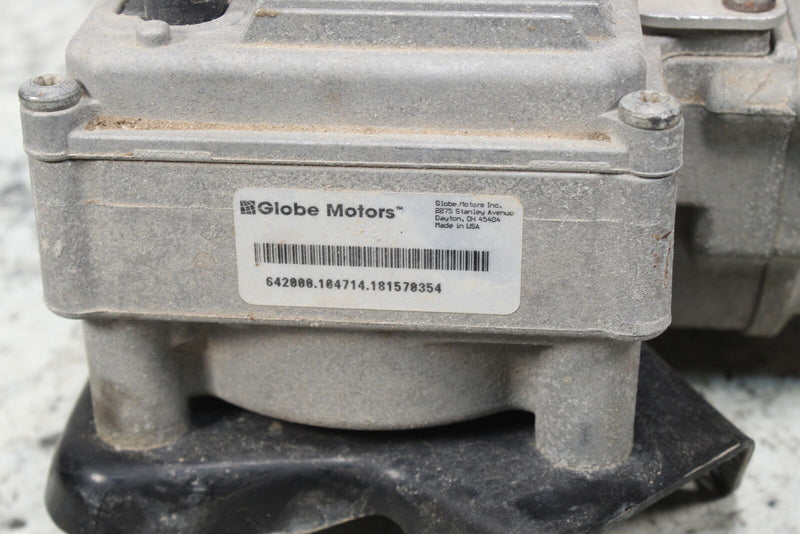 Globe Motors™
Globe Motors Inc.
2275 Stanley Avenue
Dayton, OH 45404
Made in USA
642000.104714.181570354